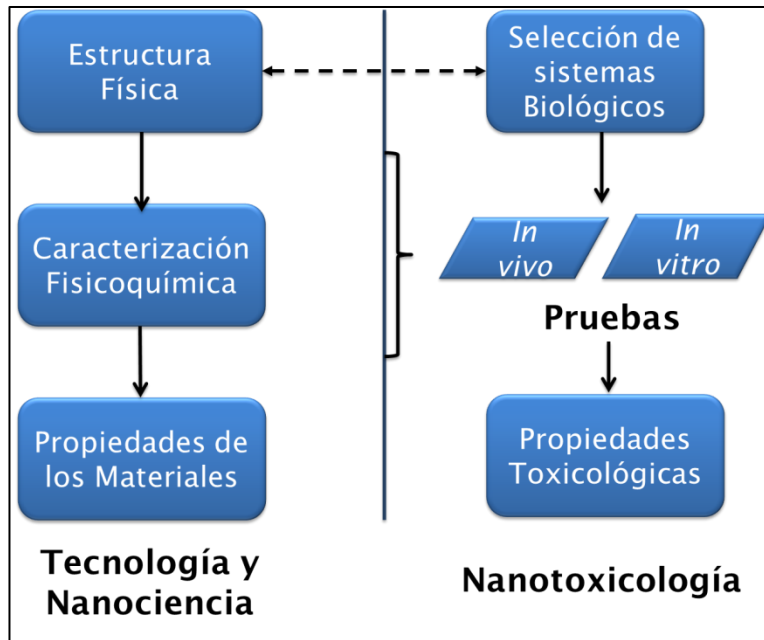 Estructura
Física
Caracterización
Fisicoquímica
Propiedades de
los Materiales
Tecnología y
Nanociencia
Selección de
sistemas
Biológicos
In
vivo
In
vitro
Pruebas
Propiedades
Toxicológicas
Nanotoxicología